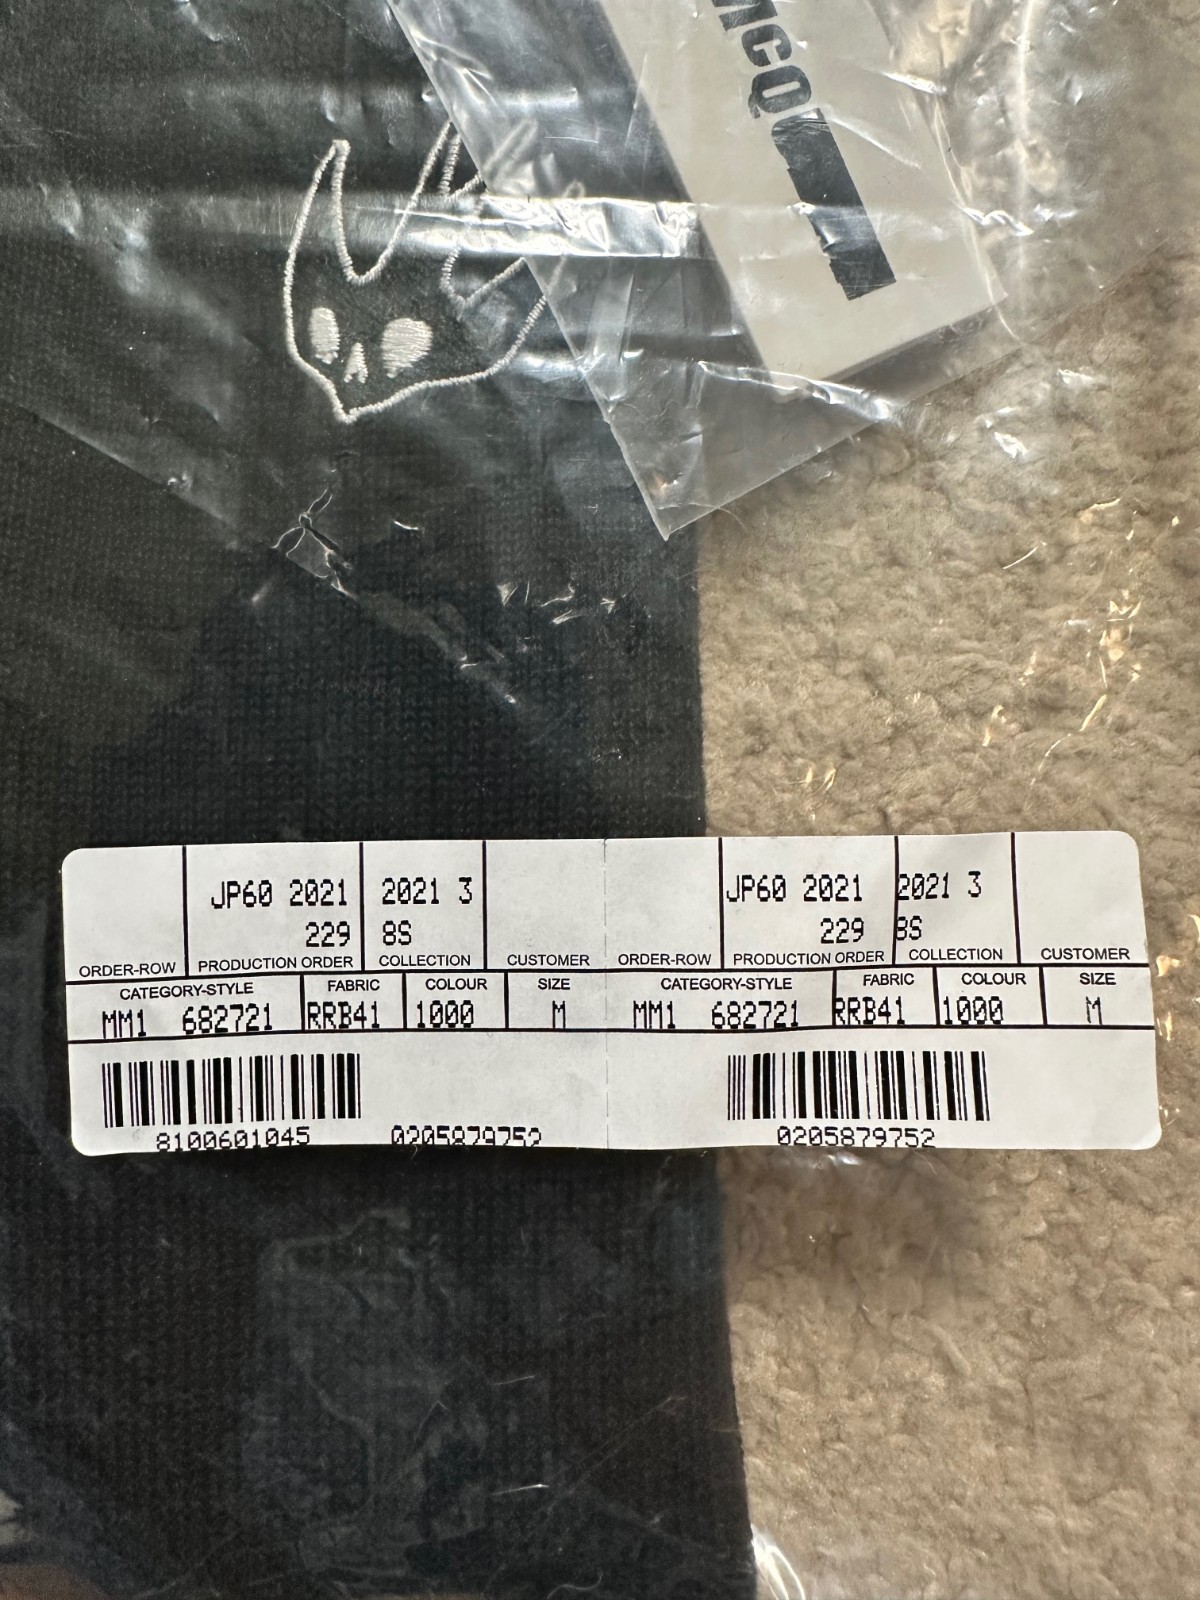 McQ
JP60 2021
229
PRODUCTION ORDER
2021 3
8S
COLLECTION
ORDER-ROW
CUSTOMER
CATEGORY-STYLE
MM1 682721
FABRIC
RRB41
COLOUR
1000
SIZE
M
8100601045
0205879752
ORDER-ROW
JP60 2021
229
PRODUCTION ORDER
2021 3
8S
COLLECTION
CUSTOMER
CATEGORY-STYLE
MM1 682721
FABRIC
RRB41
COLOUR
1000
SIZE
M
0205879752